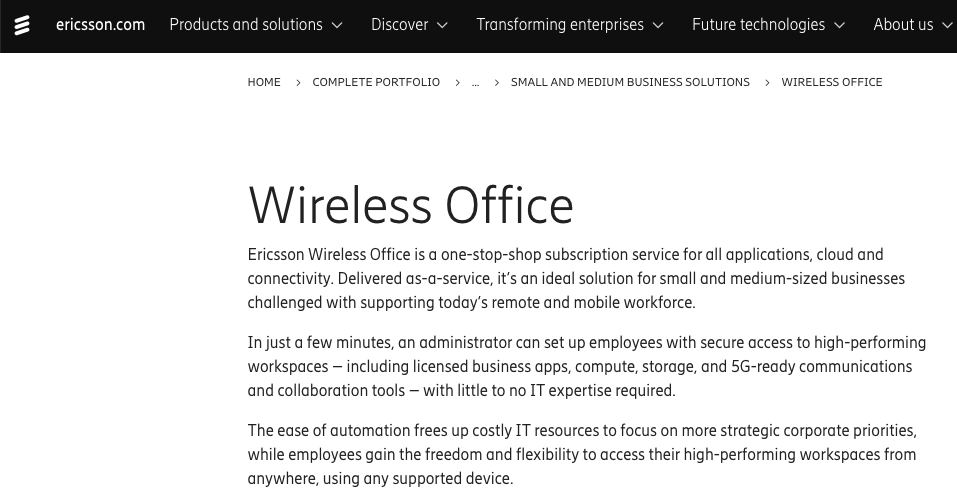 ericsson.com Products and solutions Discover Transforming enterprises Future technologies About us
HOME > COMPLETE PORTFOLIO > ... > SMALL AND MEDIUM BUSINESS SOLUTIONS > WIRELESS OFFICE
Wireless Office
Ericsson Wireless Office is a one-stop-shop subscription service for all applications, cloud and
connectivity. Delivered as-a-service, it's an ideal solution for small and medium-sized businesses
challenged with supporting today's remote and mobile workforce.
In just a few minutes, an administrator can set up employees with secure access to high-performing
workspaces – including licensed business apps, compute, storage, and 5G-ready communications
and collaboration tools – with little to no IT expertise required.
The ease of automation frees up costly IT resources to focus on more strategic corporate priorities,
while employees gain the freedom and flexibility to access their high-performing workspaces from
anywhere, using any supported device.